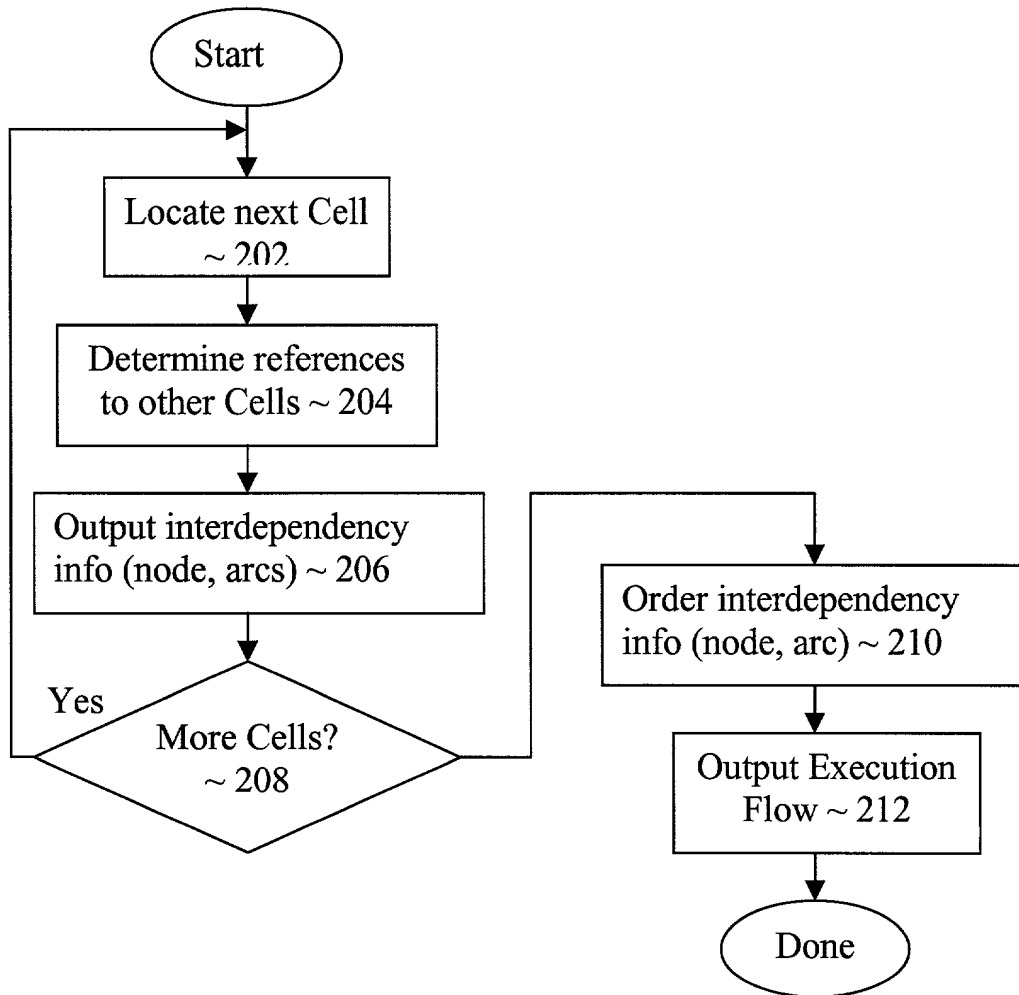 Start
Locate next Cell
~ 202
Determine references
to other Cells ~ 204
Output interdependency
info (node, arcs) ~ 206
Yes
More Cells?
~ 208
Order interdependency
info (node, arc) ~ 210
Output Execution
Flow ~ 212
Done